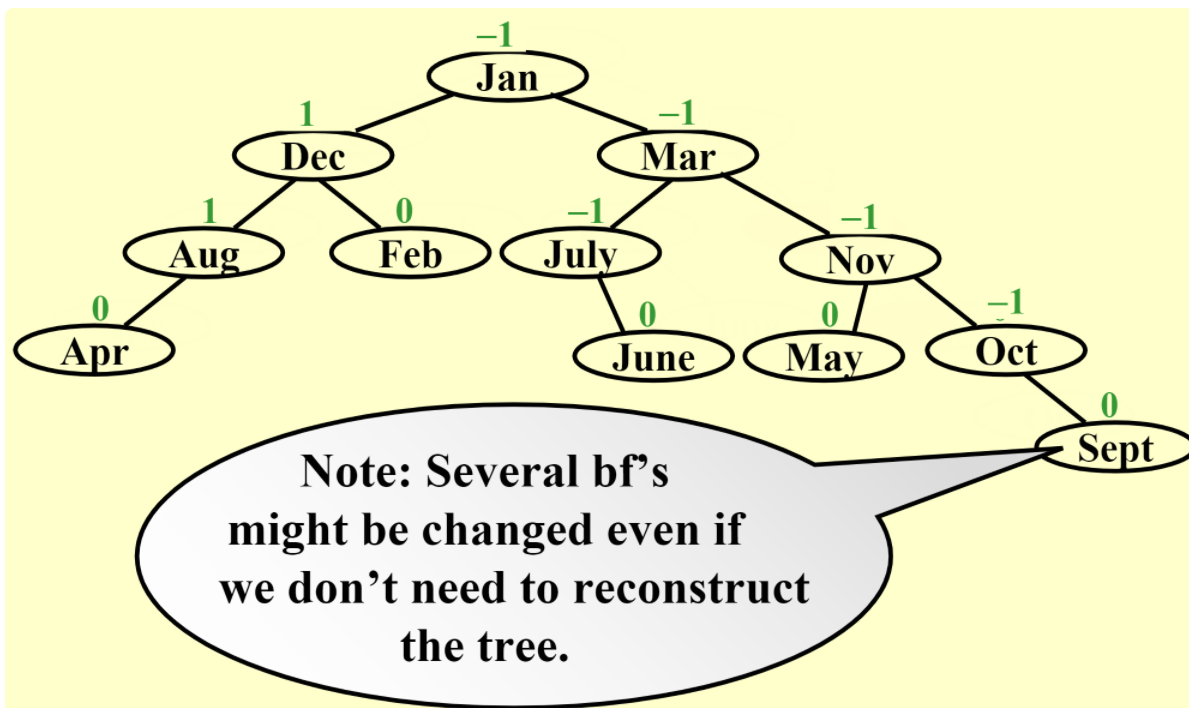 –1
Jan
1
–1
Dec
Mar
1
0
–1
–1
Aug
Feb
July
Nov
0
0
0
–1
Apr
June
May
Oct
0
Sept
Note: Several bf’s
might be changed even if
we don’t need to reconstruct
the tree.